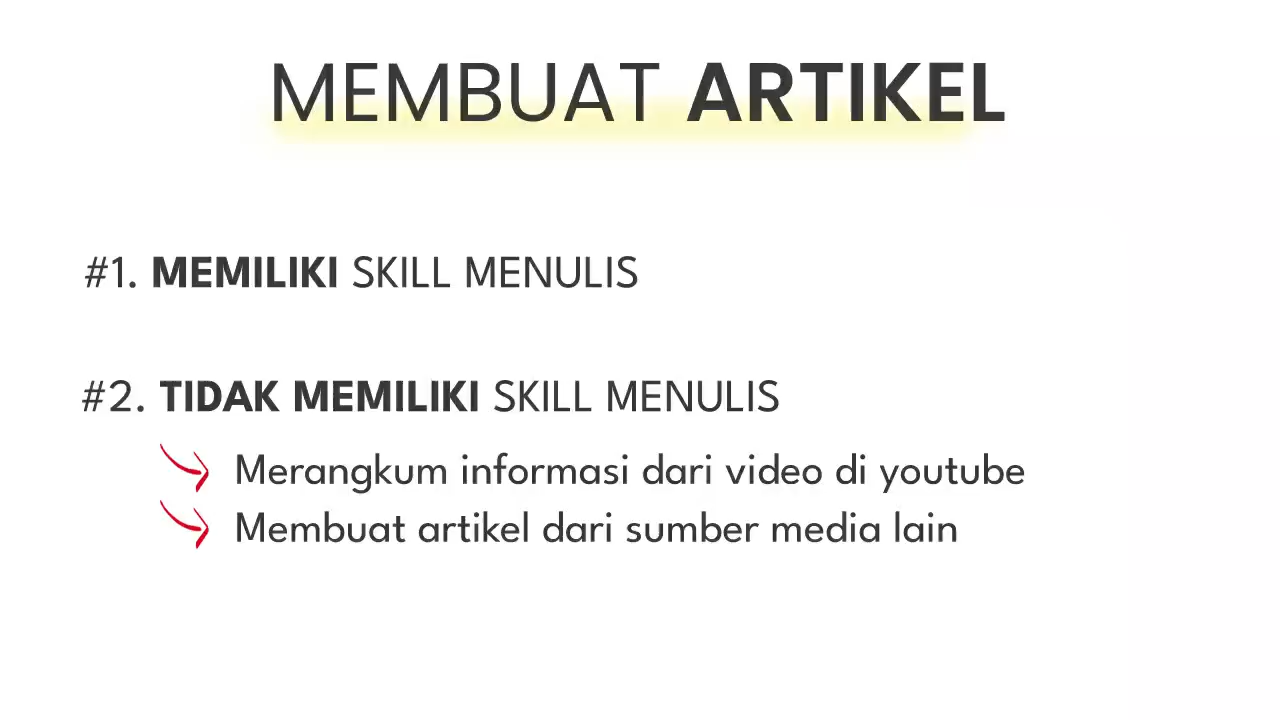 MEMBUAT ARTIKEL
#1. MEMILIKI SKILL MENULIS
#2. TIDAK MEMILIKI SKILL MENULIS
Merangkum informasi dari video di youtube
Membuat artikel dari sumber media lain